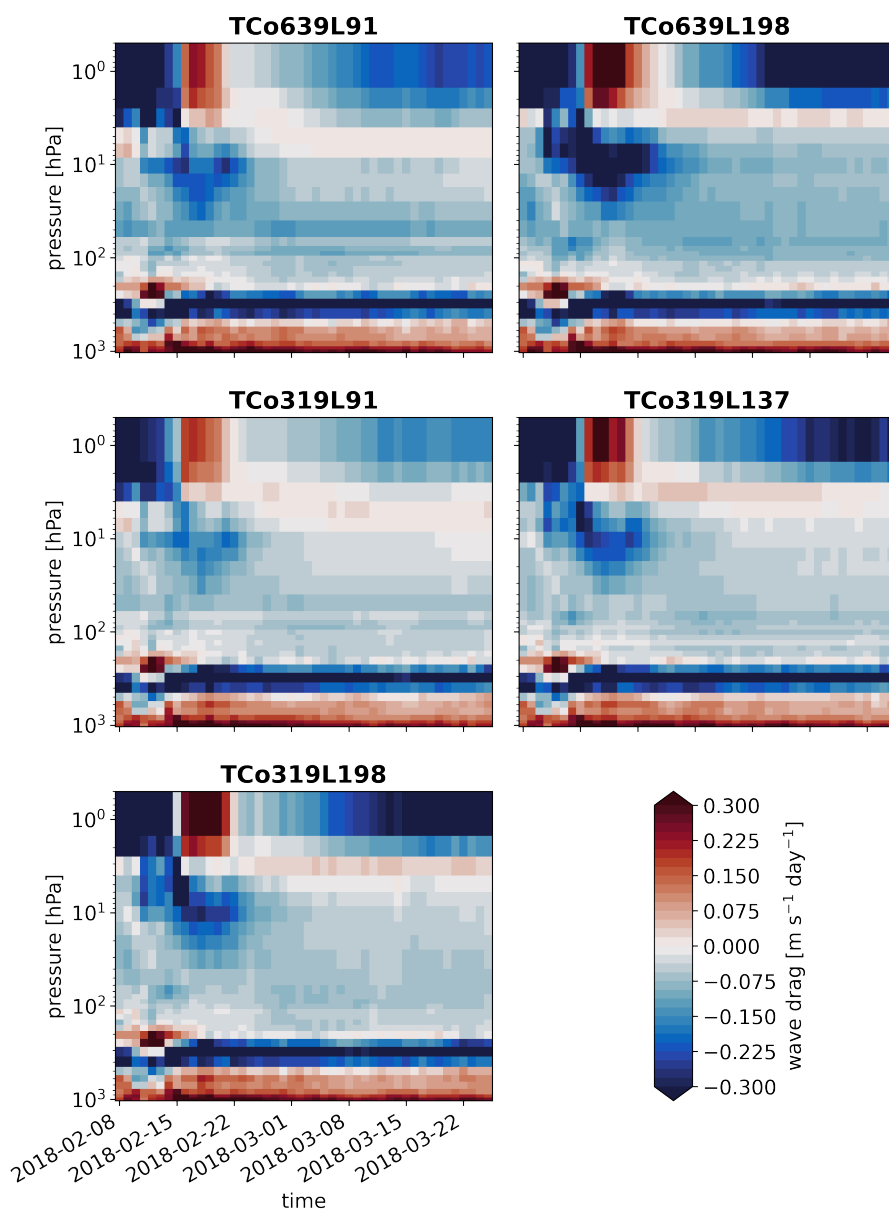 TCo639L91
TCo639L198
10⁰
10¹
10²
10³
pressure [hPa]
TCo319L91
TCo319L137
10⁰
10¹
10²
10³
pressure [hPa]
TCo319L198
10⁰
10¹
10²
10³
pressure [hPa]
2018-02-08
2018-02-15
2018-02-22
2018-03-01
2018-03-08
2018-03-15
2018-03-22
time
0.300
0.225
0.150
0.075
0.000
−0.075
−0.150
−0.225
−0.300
wave drag [m s⁻¹ day⁻¹]